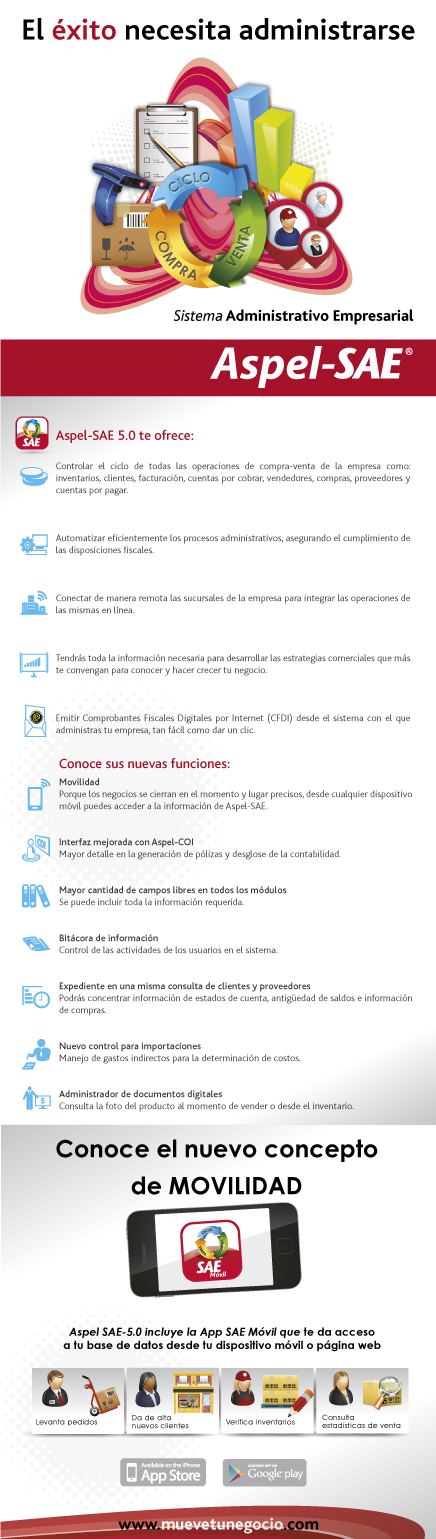 El éxito necesita administrarse
CICLO
COMPRA
VENTA
Sistema Administrativo Empresarial
Aspel-SAE®
SAE
Aspel-SAE 5.0 te ofrece:
Controlar el ciclo de todas las operaciones de compra-venta de la empresa como:
inventarios, clientes, facturación, cuentas por cobrar, vendedores, compras, proveedores y
cuentas por pagar.
Automatizar eficientemente los procesos administrativos, asegurando el cumplimiento de
las disposiciones fiscales.
Conectar de manera remota las sucursales de la empresa para integrar las operaciones de
las mismas en línea.
Tendrás toda la información necesaria para desarrollar las estrategias comerciales que más
te convengan para conocer y hacer crecer tu negocio.
Emitir Comprobantes Fiscales Digitales por Internet (CFDI) desde el sistema con el que
administras tu empresa, tan fácil como dar un clic.
Conoce sus nuevas funciones:
Movilidad
Porque los negocios se cierran en el momento y lugar precisos, desde cualquier dispositivo
móvil puedes acceder a la información de Aspel-SAE.
Interfaz mejorada con Aspel-COI
Mayor detalle en la generación de pólizas y desglose de la contabilidad.
Mayor cantidad de campos libres en todos los módulos
Se puede incluir toda la información requerida.
Bitácora de información
Control de las actividades de los usuarios en el sistema.
Expediente en una misma consulta de clientes y proveedores
Podrás concentrar información de estados de cuenta, antigüedad de saldos e información
de compras.
Nuevo control para importaciones
Manejo de gastos indirectos para la determinación de costos.
Administrador de documentos digitales
Consulta la foto del producto al momento de vender o desde el inventario.
Conoce el nuevo concepto
de MOVILIDAD
SAE
Móvil
Aspel SAE-5.0 incluye la App SAE Móvil que te da acceso
a tu base de datos desde tu dispositivo móvil o página web
Levanta pedidos
Da de alta
nuevos clientes
Verifica inventarios
Consulta
estadísticas de venta
Available on the iPhone
App Store
ANDROID APP ON
Google play
www.muevetunegocio.com